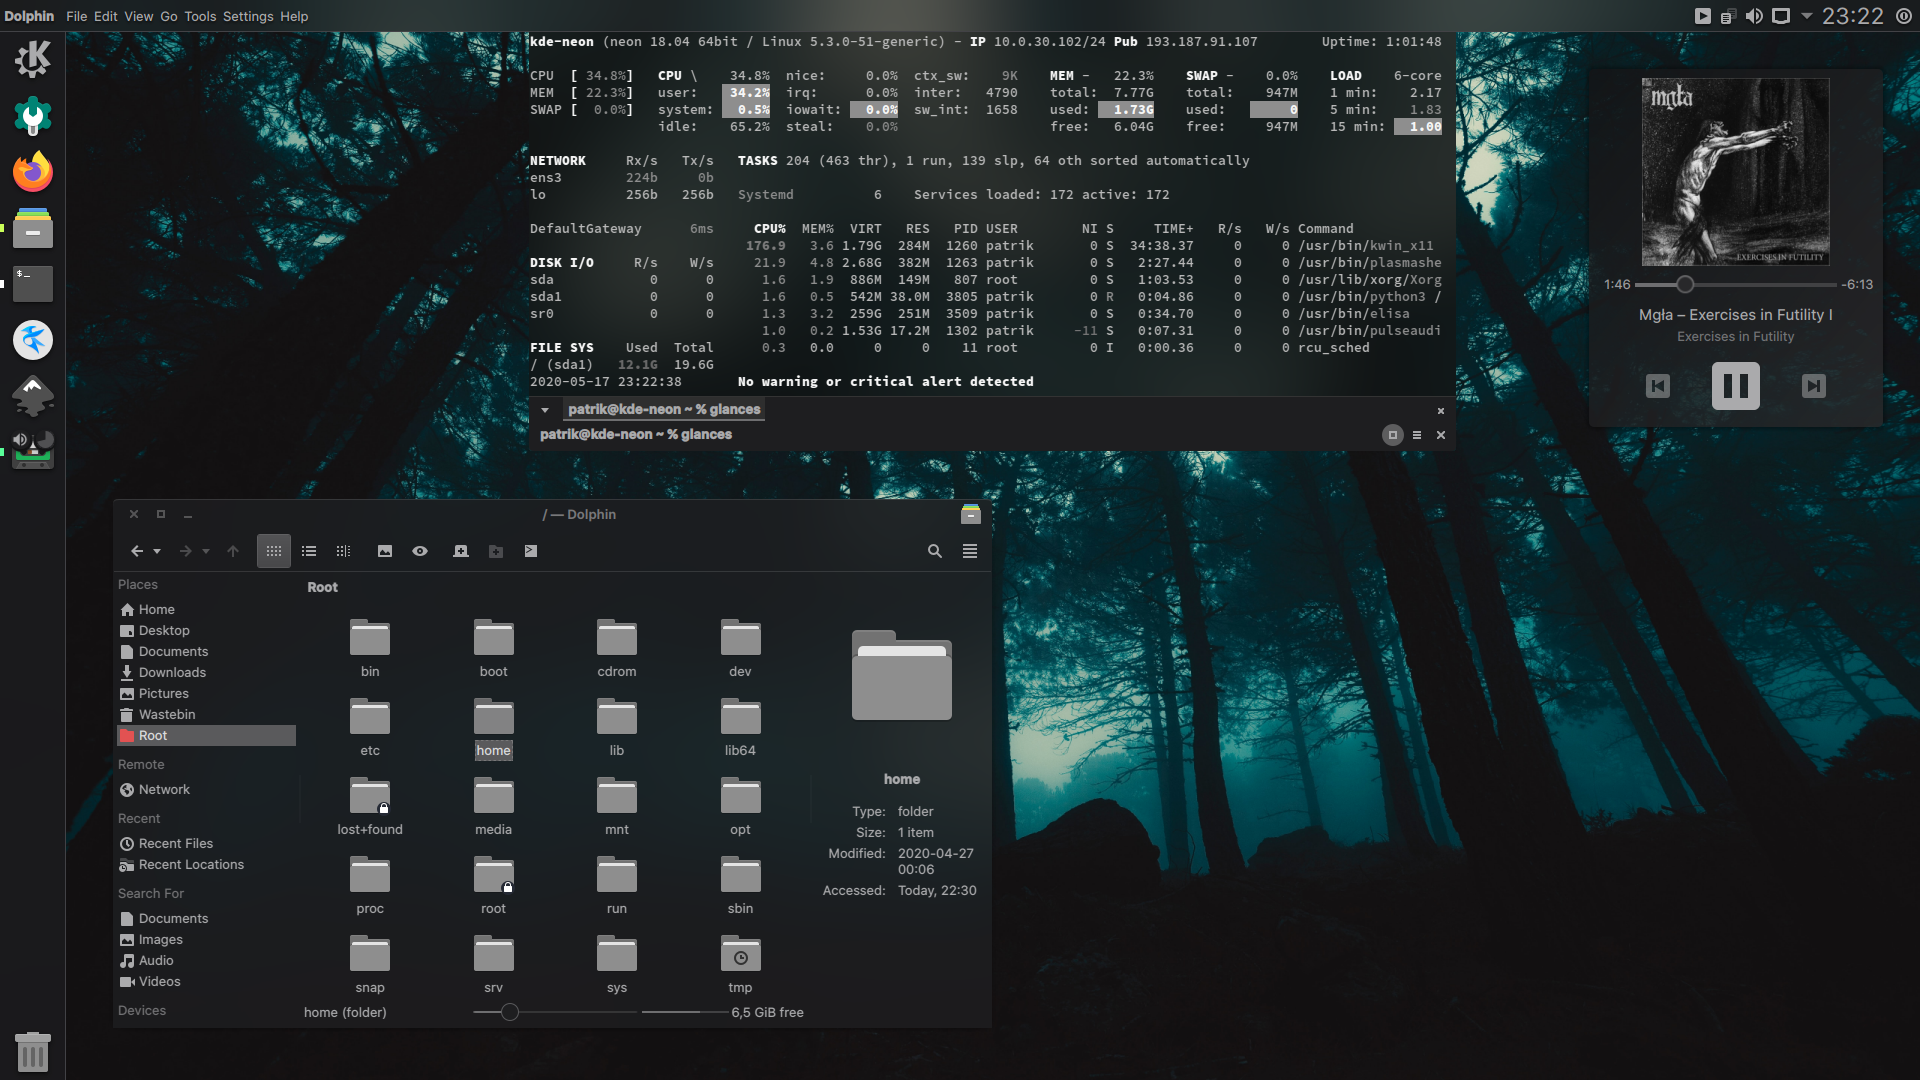 Dolphin File Edit View Go Tools Settings Help 23:22
kde-neon (neon 18.04 64bit / Linux 5.3.0-51-generic) - IP 10.0.30.102/24 Pub 193.187.91.107 Uptime: 1:01:48
CPU [ 34.8%] CPU \ 34.8% nice: 0.0% ctx_sw: 9K MEM - 22.3% SWAP - 0.0% LOAD 6-core
MEM [ 22.3%] user: 34.2% irq: 0.0% inter: 4790 total: 7.77G total: 947M 1 min: 2.17
SWAP [ 0.0%] system: 0.5% iowait: 0.0% sw_int: 1658 used: 1.73G used: 0 5 min: 1.83
idle: 65.2% steal: 0.0% free: 6.04G free: 947M 15 min: 1.00
NETWORK Rx/s Tx/s TASKS 204 (463 thr), 1 run, 139 slp, 64 oth sorted automatically
ens3 224b 0b
lo 256b 256b Systemd 6 Services loaded: 172 active: 172
DefaultGateway 6ms CPU% MEM% VIRT RES PID USER NI S TIME+ R/s W/s Command
176.9 3.6 1.79G 284M 1260 patrik 0 S 34:38.37 0 0 /usr/bin/kwin_x11
DISK I/O R/s W/s 21.9 4.8 2.68G 382M 1263 patrik 0 S 2:27.44 0 0 /usr/bin/plasmashe
sda 0 0 1.6 1.9 886M 149M 807 root 0 S 1:03.53 0 0 /usr/lib/xorg/Xorg
sda1 0 0 1.6 0.5 542M 38.0M 3805 patrik 0 R 0:04.86 0 0 /usr/bin/python3 /
sr0 0 0 1.3 3.2 259G 251M 3509 patrik 0 S 0:34.70 0 0 /usr/bin/elisa
1.0 0.2 1.53G 17.2M 1302 patrik -11 S 0:07.31 0 0 /usr/bin/pulseaudi
FILE SYS Used Total 0.3 0.0 0 0 11 root 0 I 0:00.36 0 0 rcu_sched
/ (sda1) 12.1G 19.6G
2020-05-17 23:22:38 No warning or critical alert detected
patrik@kde-neon ~ % glances
patrik@kde-neon ~ % glances
mgła
EXERCISES IN FUTILITY
1:46 -6:13
Mgła – Exercises in Futility I
Exercises in Futility
$_
/ — Dolphin
Places
Home
Desktop
Documents
Downloads
Pictures
Wastebin
Root
Remote
Network
Recent
Recent Files
Recent Locations
Search For
Documents
Images
Audio
Videos
Devices
Root
bin boot cdrom dev
etc home lib lib64
lost+found media mnt opt
proc root run sbin
snap srv sys tmp
home (folder) 6,5 GiB free
home
Type: folder
Size: 1 item
Modified: 2020-04-27
00:06
Accessed: Today, 22:30